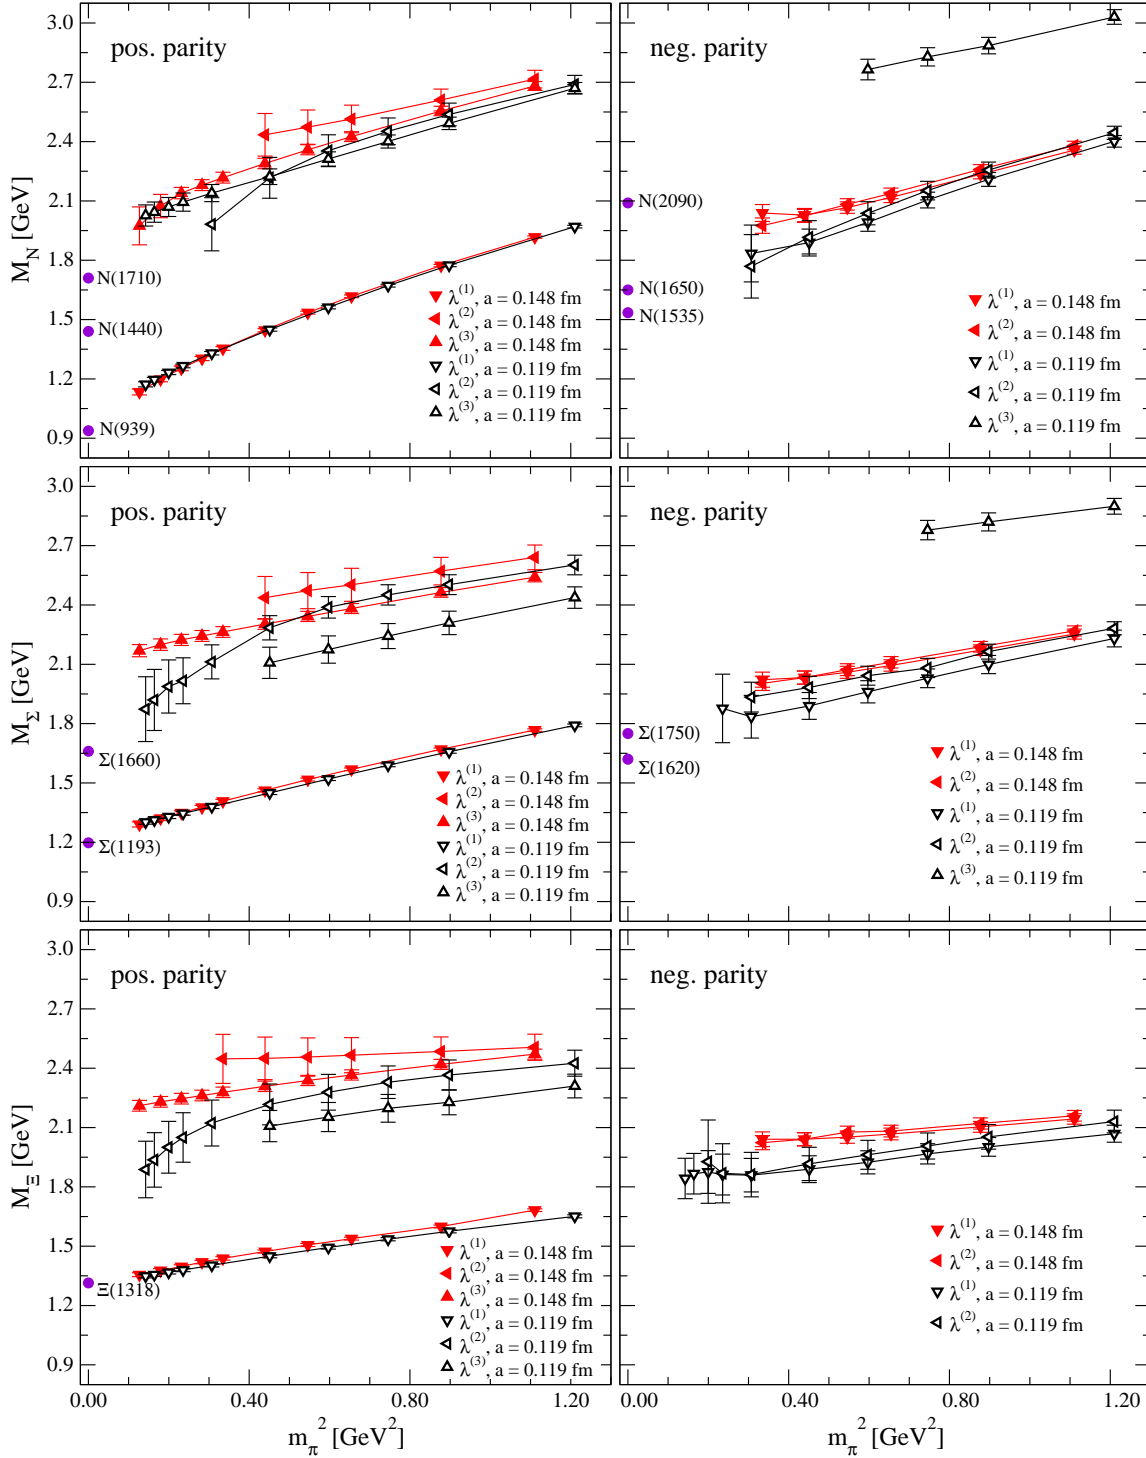 pos. parity
3.0
2.7
2.4
2.1
1.8
1.5
1.2
0.9
M_N [GeV]
N(1710)
N(1440)
N(939)
λ^(1), a = 0.148 fm
λ^(2), a = 0.148 fm
λ^(3), a = 0.148 fm
λ^(1), a = 0.119 fm
λ^(2), a = 0.119 fm
λ^(3), a = 0.119 fm
neg. parity
N(2090)
N(1650)
N(1535)
λ^(1), a = 0.148 fm
λ^(2), a = 0.148 fm
λ^(1), a = 0.119 fm
λ^(2), a = 0.119 fm
λ^(3), a = 0.119 fm
pos. parity
3.0
2.7
2.4
2.1
1.8
1.5
1.2
0.9
M_Σ [GeV]
Σ(1660)
Σ(1193)
λ^(1), a = 0.148 fm
λ^(2), a = 0.148 fm
λ^(3), a = 0.148 fm
λ^(1), a = 0.119 fm
λ^(2), a = 0.119 fm
λ^(3), a = 0.119 fm
neg. parity
Σ(1750)
Σ(1620)
λ^(1), a = 0.148 fm
λ^(2), a = 0.148 fm
λ^(1), a = 0.119 fm
λ^(2), a = 0.119 fm
λ^(3), a = 0.119 fm
pos. parity
3.0
2.7
2.4
2.1
1.8
1.5
1.2
0.9
M_Ξ [GeV]
Ξ(1318)
λ^(1), a = 0.148 fm
λ^(2), a = 0.148 fm
λ^(3), a = 0.148 fm
λ^(1), a = 0.119 fm
λ^(2), a = 0.119 fm
λ^(3), a = 0.119 fm
0.00 0.40 0.80 1.20
m_π^2 [GeV^2]
neg. parity
λ^(1), a = 0.148 fm
λ^(2), a = 0.148 fm
λ^(1), a = 0.119 fm
λ^(2), a = 0.119 fm
0.00 0.40 0.80 1.20
m_π^2 [GeV^2]